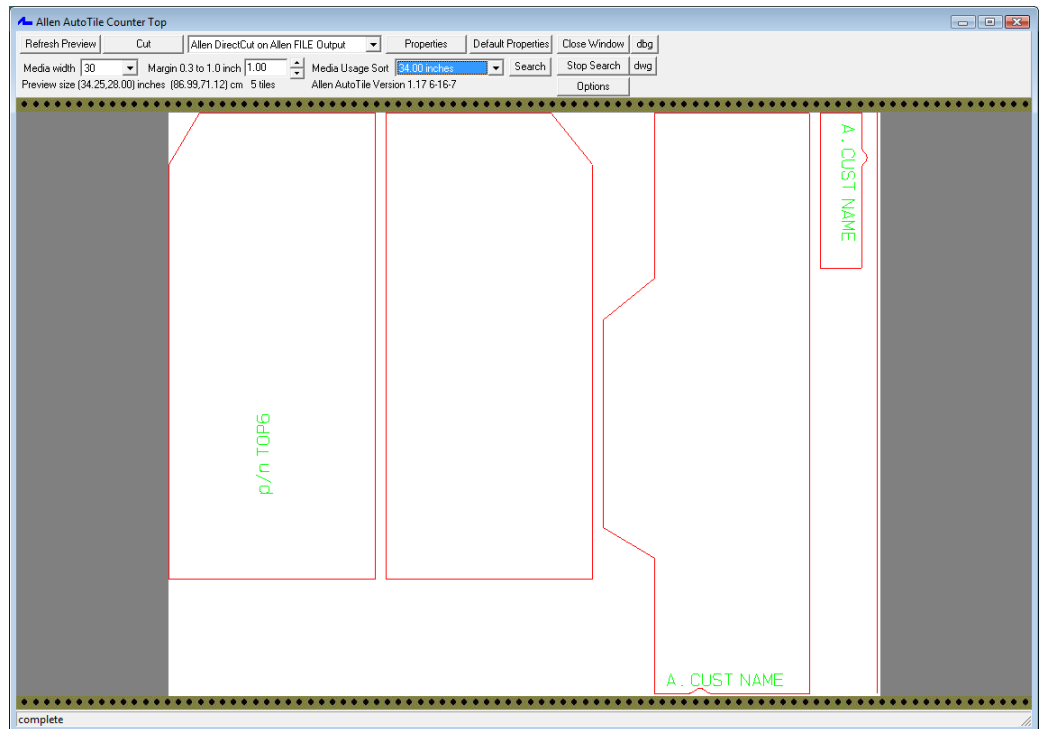 Allen AutoTile Counter Top
Refresh Preview Cut Allen DirectCut on Allen FILE Output Properties Default Properties Close Window dbg
Media width 30 Margin 0.3 to 1.0 inch 1.00 Media Usage Sort 34.00 inches Search Stop Search dwg
Preview size (34.25,28.00) inches (86.99,71.12) cm 5 tiles Allen AutoTile Version 1.17 6-16-7 Options
A. CUST NAME
p/n TOP6
A. CUST NAME
complete